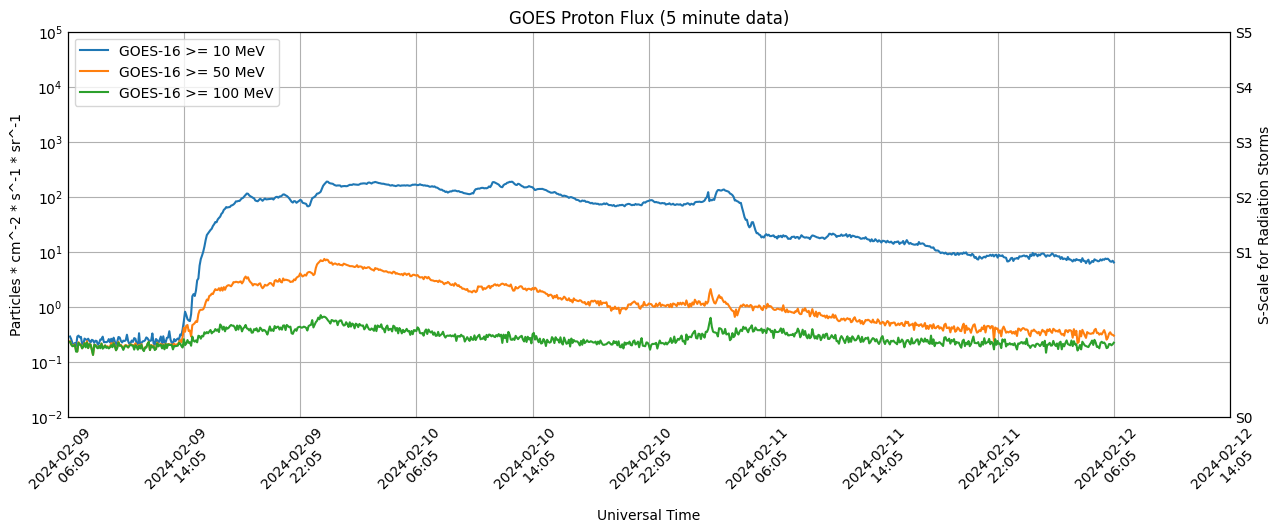 GOES Proton Flux (5 minute data)
GOES-16 >= 10 MeV
GOES-16 >= 50 MeV
GOES-16 >= 100 MeV
Particles * cm^-2 * s^-1 * sr^-1
10^5
10^4
10^3
10^2
10^1
10^0
10^-1
10^-2
S5
S4
S3
S2
S1
S0
S-Scale for Radiation Storms
2024-02-09
06:05
2024-02-09
14:05
2024-02-09
22:05
2024-02-10
06:05
2024-02-10
14:05
2024-02-10
22:05
2024-02-11
06:05
2024-02-11
14:05
2024-02-11
22:05
2024-02-12
06:05
2024-02-12
14:05
Universal Time